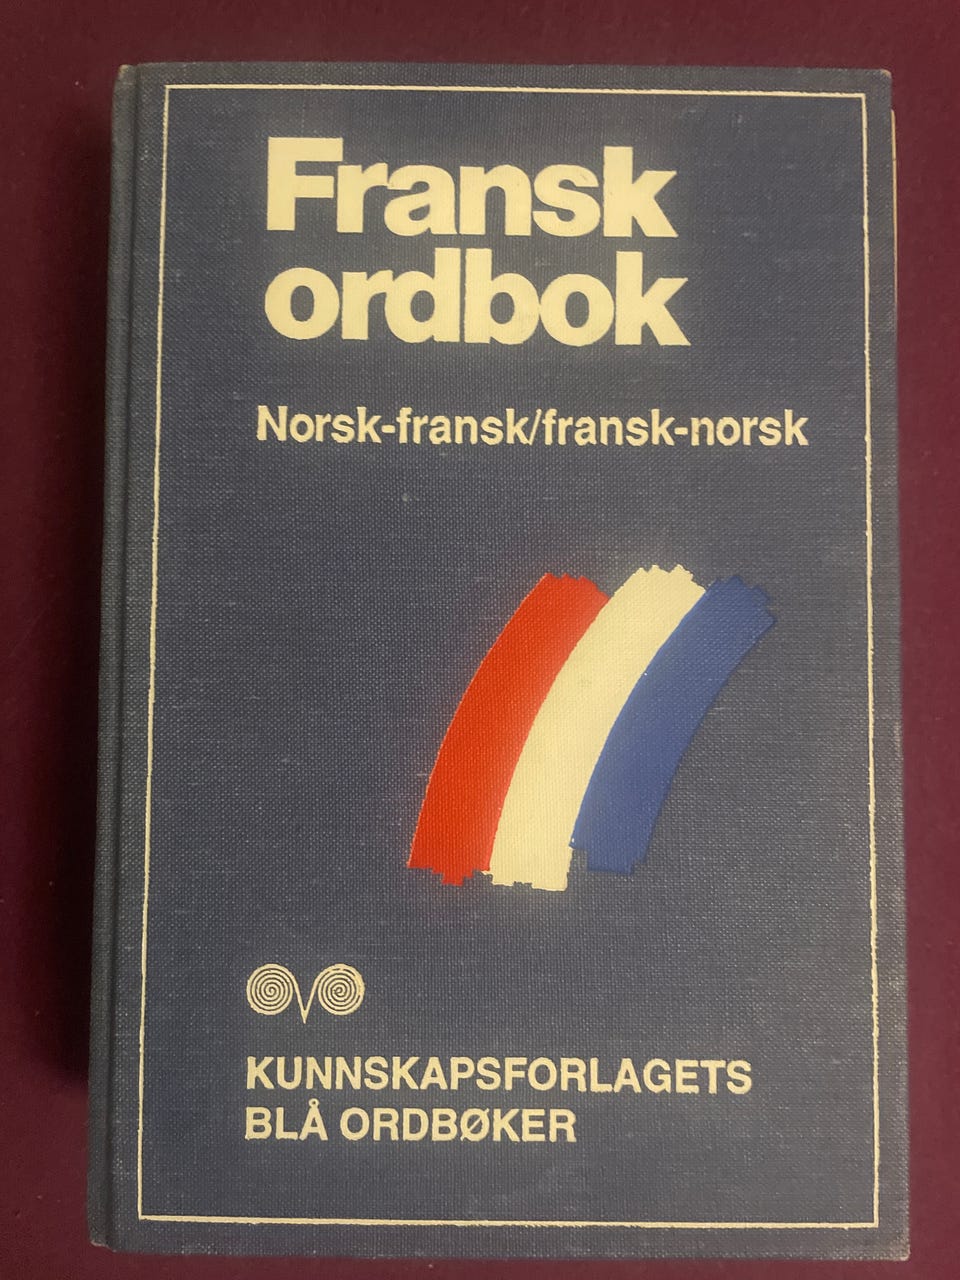 Fransk
ordbok
Norsk-fransk/fransk-norsk
KUNNSKAPSFORLAGETS
BLÅ ORDBØKER